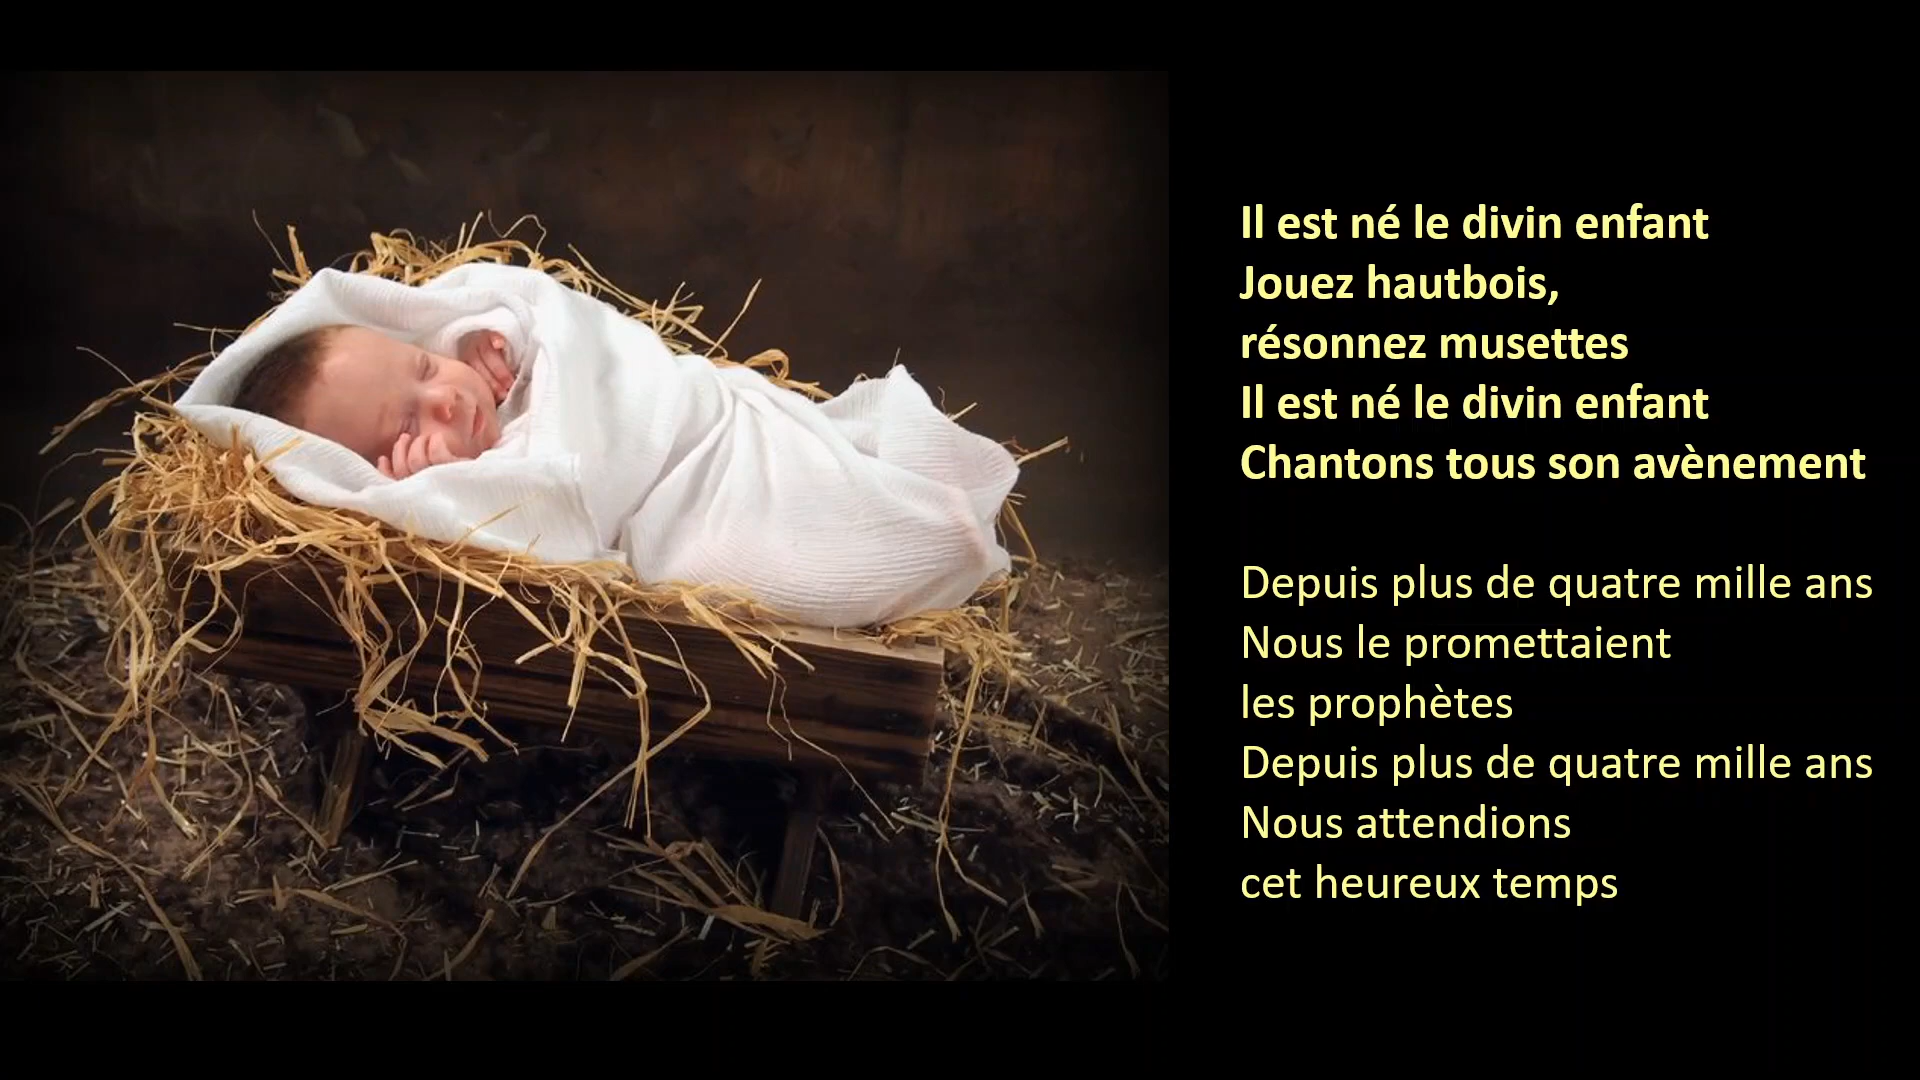 Il est né le divin enfant
Jouez hautbois,
résonnez musettes
Il est né le divin enfant
Chantons tous son avènement
Depuis plus de quatre mille ans
Nous le promettaient
les prophètes
Depuis plus de quatre mille ans
Nous attendions
cet heureux temps